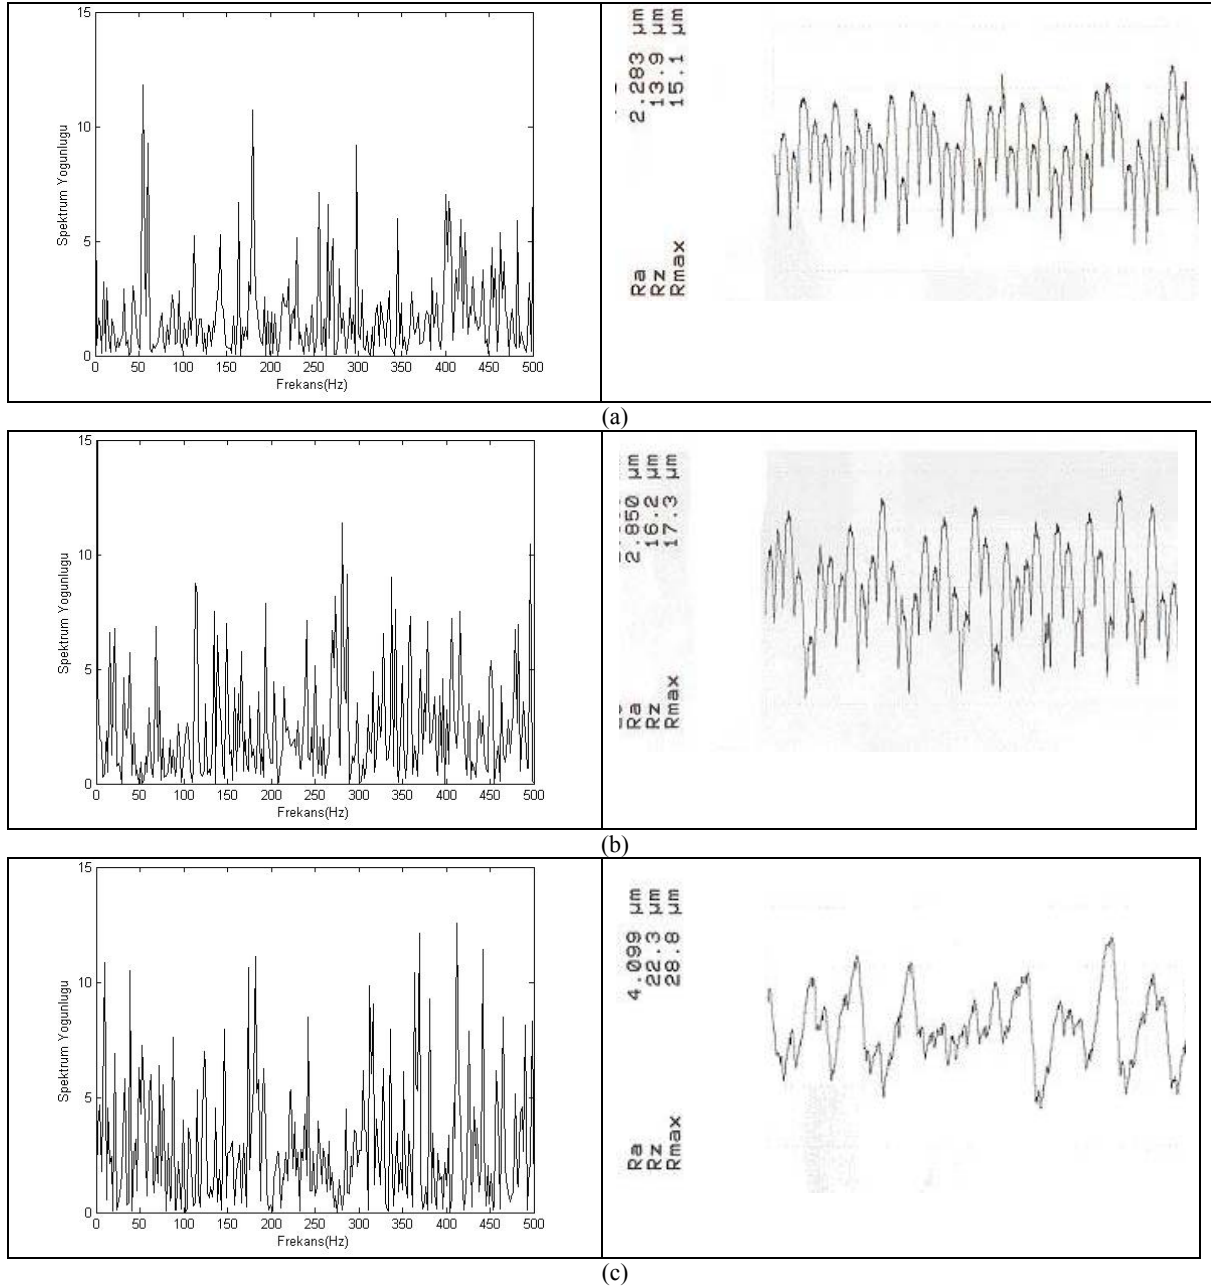 15
10
5
0
Spektrum Yogunlugu
0 50 100 150 200 250 300 350 400 450 500
Frekans(Hz)
Ra 2.283 µm
Rz 13.9 µm
Rmax 15.1 µm
(a)
15
10
5
0
Spektrum Yogunlugu
0 50 100 150 200 250 300 350 400 450 500
Frekans(Hz)
Ra 2.850 µm
Rz 16.2 µm
Rmax 17.3 µm
(b)
15
10
5
0
Spektrum Yogunlugu
0 50 100 150 200 250 300 350 400 450 500
Frekans(Hz)
Ra 4.099 µm
Rz 22.3 µm
Rmax 28.8 µm
(c)